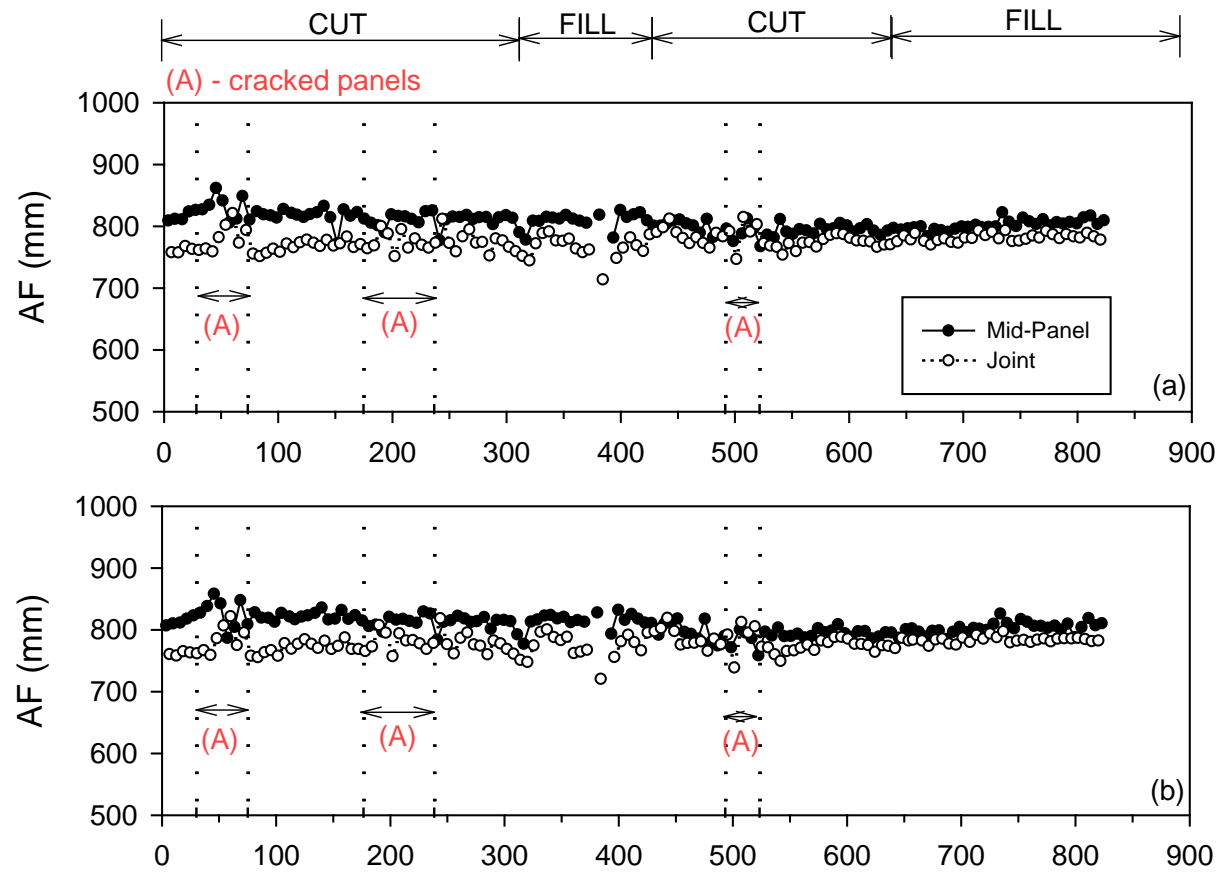 CUT FILL CUT FILL
(A) - cracked panels
1000
900
800
700
600
500
AF (mm)
(A) (A) (A)
Mid-Panel
Joint
(a)
0 100 200 300 400 500 600 700 800 900
1000
900
800
700
600
500
AF (mm)
(A) (A) (A)
(b)
0 100 200 300 400 500 600 700 800 900